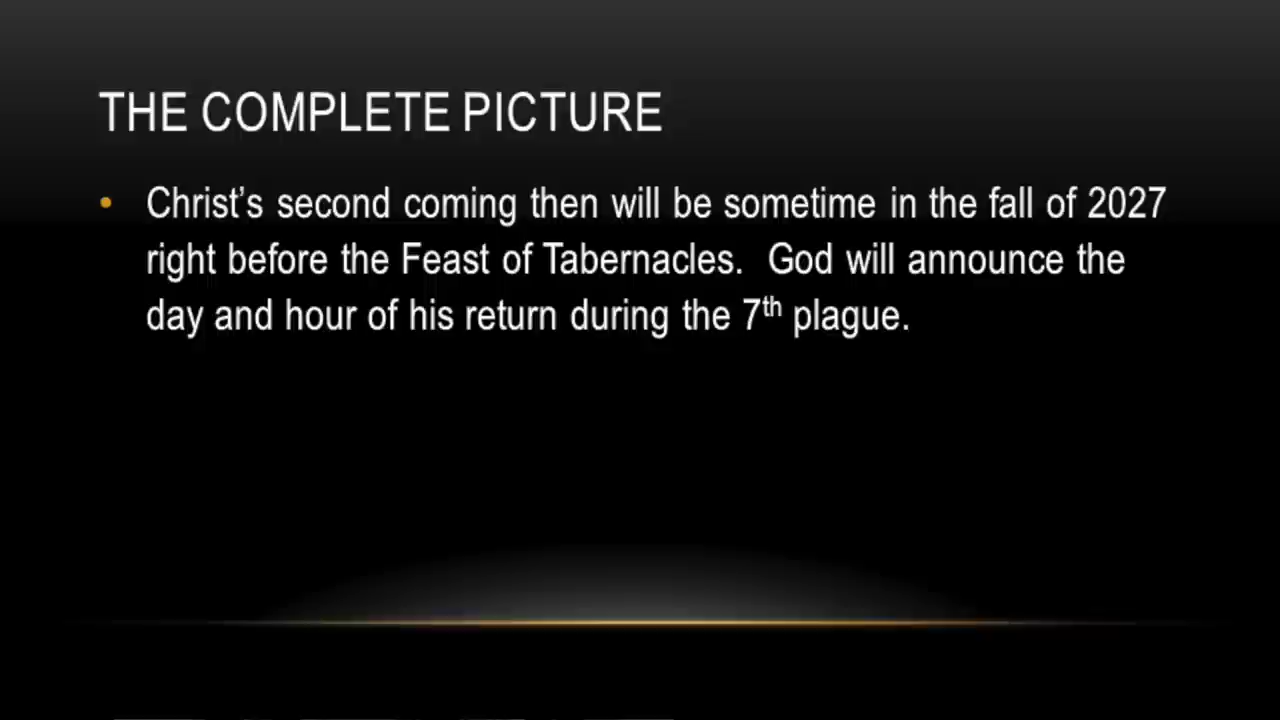 THE COMPLETE PICTURE
• Christ’s second coming then will be sometime in the fall of 2027
right before the Feast of Tabernacles.  God will announce the
day and hour of his return during the 7th plague.